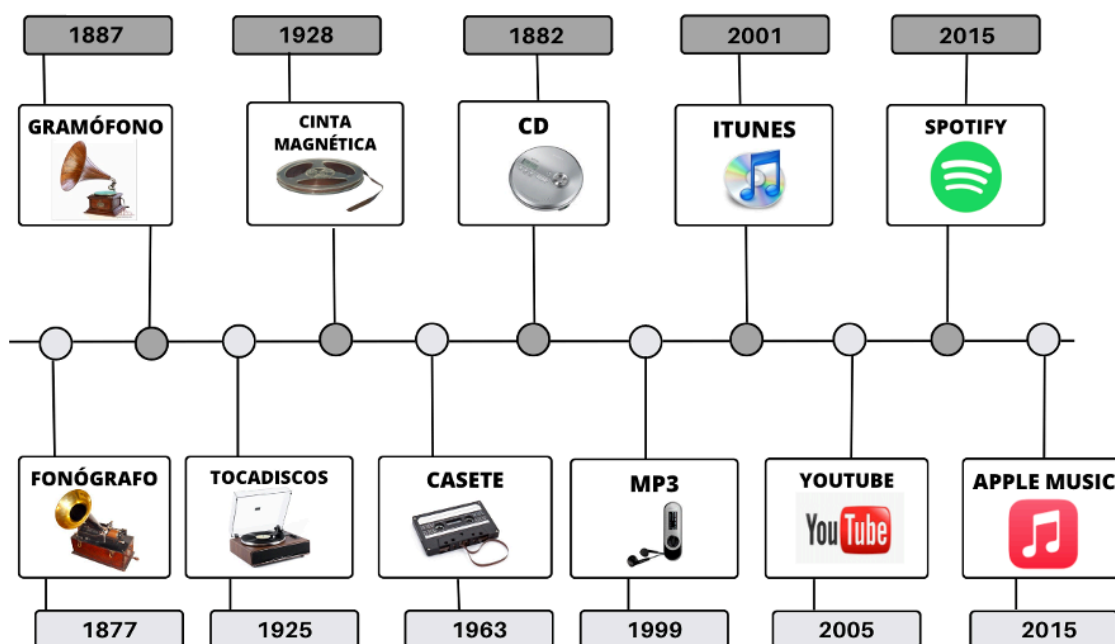 1887
1928
1882
2001
2015
GRAMÓFONO
CINTA
MAGNÉTICA
CD
ITUNES
SPOTIFY
FONÓGRAFO
TOCADISCOS
CASETE
MP3
YOUTUBE
APPLE MUSIC
YouTube
1877
1925
1963
1999
2005
2015